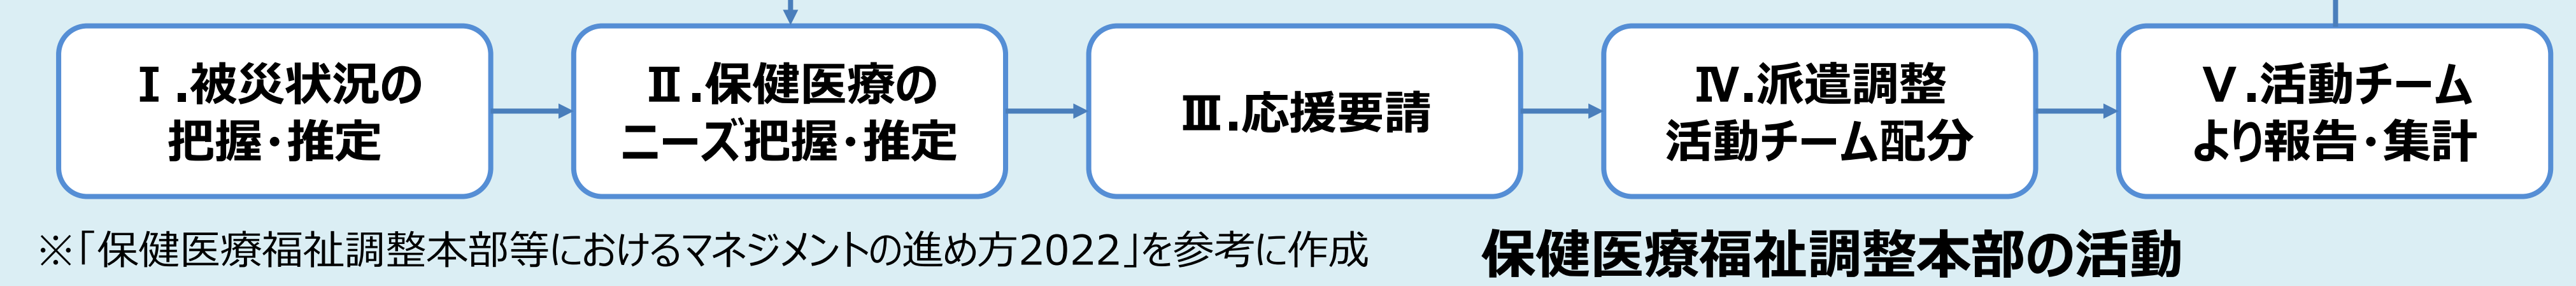 Ⅰ.被災状況の
把握・推定
Ⅱ.保健医療の
ニーズ把握・推定
Ⅲ.応援要請
Ⅳ.派遣調整
活動チーム配分
Ⅴ.活動チーム
より報告・集計
※「保健医療福祉調整本部等におけるマネジメントの進め方2022」を参考に作成
保健医療福祉調整本部の活動